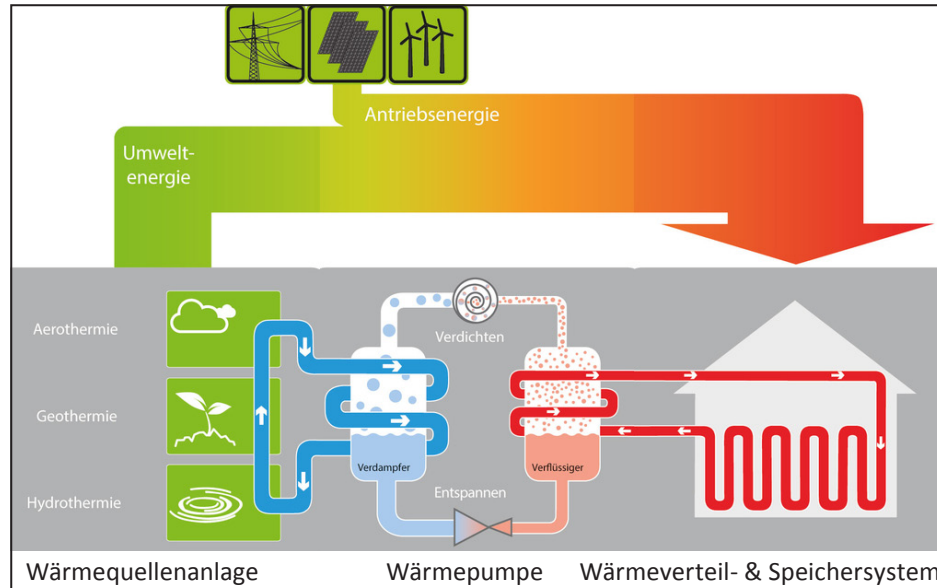 Antriebsenergie
Umwelt-
energie
Aerothermie
Verdichten
Geothermie
Verdampfer
Verflüssiger
Hydrothermie
Entspannen
Wärmequellenanlage
Wärmepumpe
Wärmeverteil- & Speichersystem